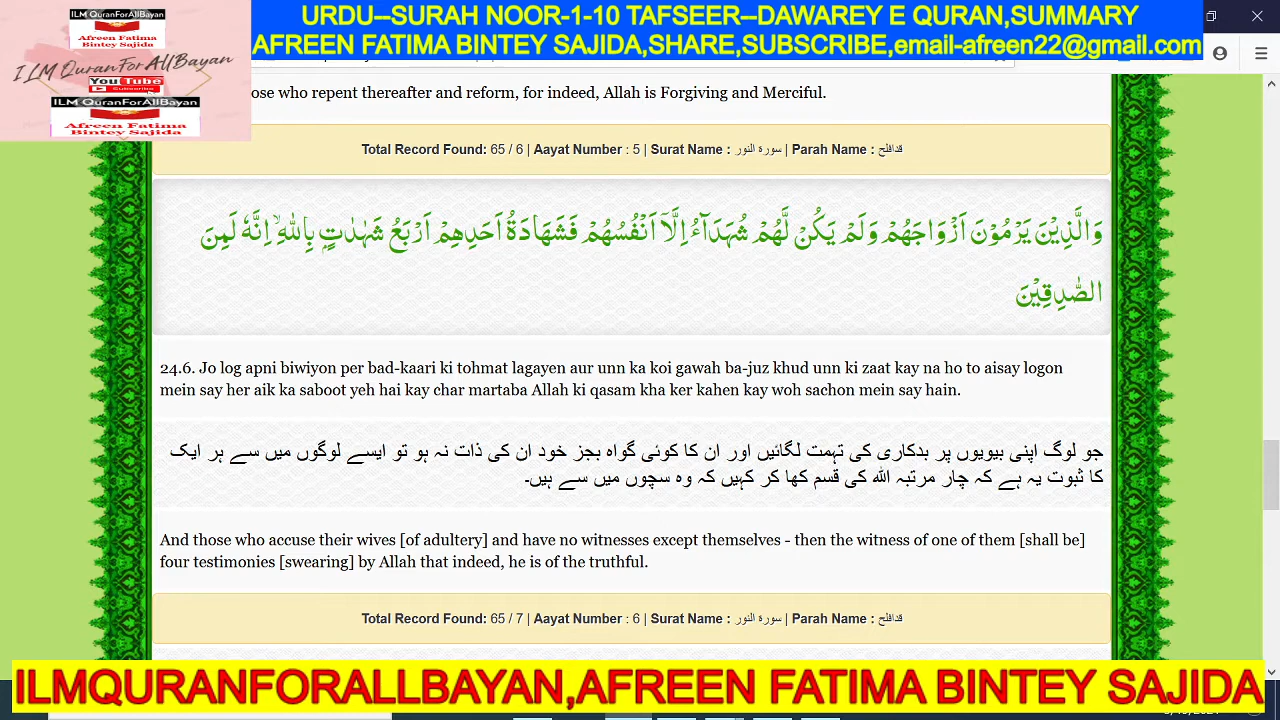 URDU--SURAH NOOR 1-10 TAFSEER--DAWATKEY E QURAN,SUMMARY
AFREEN FATIMA BINTEY SAJIDA,SHARE,SUBSCRIBE,email-afreen22@gmail.com
ILM QuranForAllBayan
Afreen Fatima
Bintey Sajida
ILM QuranForAllBayan
YouTube
Subscribe
ILM QuranForAllBayan
Afreen Fatima
Bintey Sajida
ose who repent thereafter and reform, for indeed, Allah is Forgiving and Merciful.
Total Record Found: 65 / 6 | Aayat Number : 5 | Surat Name : سورة النور | Parah Name : قدافلح
وَالَّذِيۡنَ يَرۡمُوۡنَ اَزۡوَاجَهُمۡ وَلَمۡ يَكُنۡ لَّهُمۡ شُهَدَآءُ اِلَّاۤ اَنۡفُسُهُمۡ فَشَهَادَةُ اَحَدِهِمۡ اَرۡبَعُ شَهٰدٰتٍۭ بِاللّٰهِ‌ۙ اِنَّهٗ لَمِنَ
الصّٰدِقِيۡنَ
24.6. Jo log apni biwiyon per bad-kaari ki tohmat lagayen aur unn ka koi gawah ba-juz khud unn ki zaat kay na ho to aisay logon
mein say her aik ka saboot yeh hai kay char martaba Allah ki qasam kha ker kahen kay woh sachon mein say hain.
جو لوگ اپنی بیویوں پر بدکاری کی تہمت لگائیں اور ان کا کوئی گواہ بجز خود ان کی ذات نہ ہو تو ایسے لوگوں میں سے ہر ایک
کا ثبوت یہ ہے کہ چار مرتبہ الله کی قسم کھا کر کہیں کہ وہ سچوں میں سے ہیں۔
And those who accuse their wives [of adultery] and have no witnesses except themselves - then the witness of one of them [shall be]
four testimonies [swearing] by Allah that indeed, he is of the truthful.
Total Record Found: 65 / 7 | Aayat Number : 6 | Surat Name : سورة النور | Parah Name : قدافلح
ILMQURANFORALLBAYAN,AFREEN FATIMA BINTEY SAJIDA